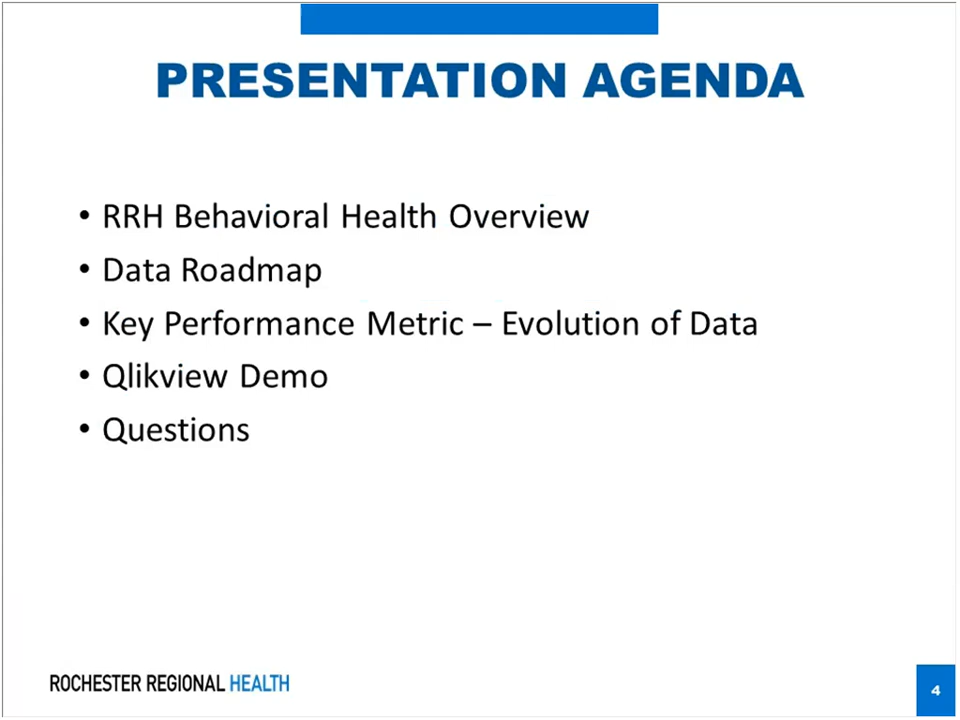 PRESENTATION AGENDA
• RRH Behavioral Health Overview
• Data Roadmap
• Key Performance Metric – Evolution of Data
• Qlikview Demo
• Questions
ROCHESTER REGIONAL HEALTH
4